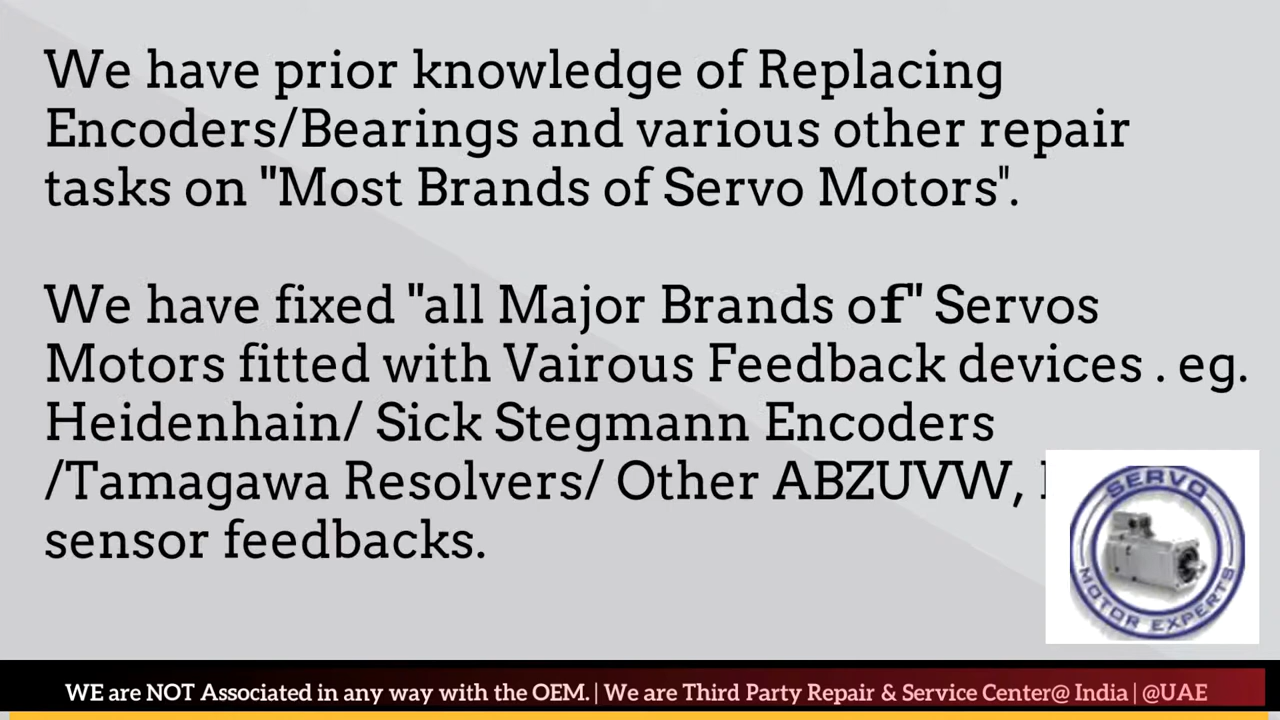 We have prior knowledge of Replacing
Encoders/Bearings and various other repair
tasks on "Most Brands of Servo Motors".
We have fixed "all Major Brands of" Servos
Motors fitted with Vairous Feedback devices . eg.
Heidenhain/ Sick Stegmann Encoders
/Tamagawa Resolvers/ Other ABZUVW,
sensor feedbacks.
SERVO
MOTOR EXPERTS
WE are NOT Associated in any way with the OEM. | We are Third Party Repair & Service Center@ India | @UAE